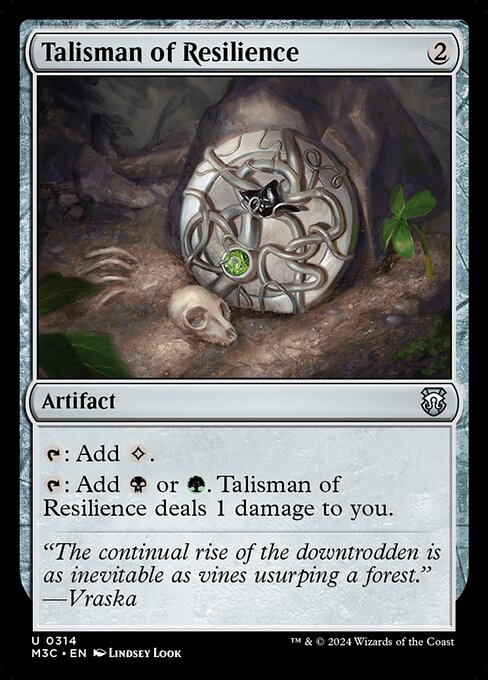 Talisman of Resilience 2
Artifact
: Add .
: Add or . Talisman of
Resilience deals 1 damage to you.
“The continual rise of the downtrodden is
as inevitable as vines usurping a forest.”
—Vraska
U 0314
M3C • EN Lindsey Look
™ & © 2024 Wizards of the Coast